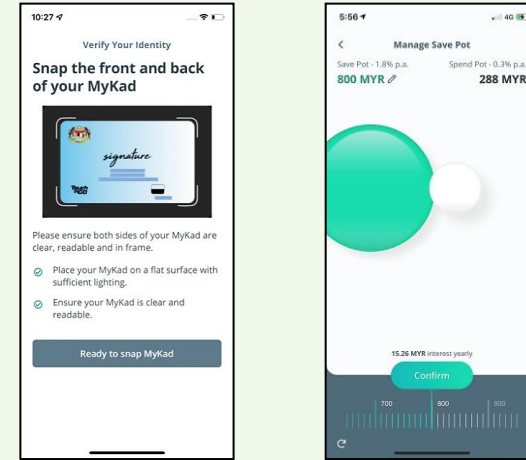 10:27
Verify Your Identity
Snap the front and back
of your MyKad
signature
Touch
nGo
Please ensure both sides of your MyKad are
clear, readable and in frame.
Place your MyKad on a flat surface with
sufficient lighting.
Ensure your MyKad is clear and
readable.
Ready to snap MyKad
5:56
4G
Manage Save Pot
Save Pot - 1.8% p.a.
Spend Pot - 0.3% p.a.
800 MYR
288 MYR
15.26 MYR interest yearly
Confirm
700
800
900